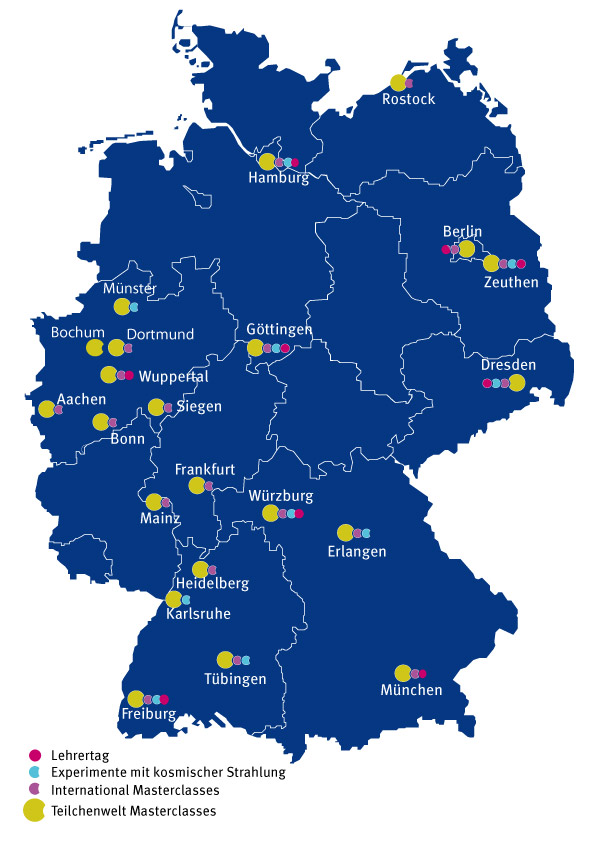 Rostock
Hamburg
Berlin
Zeuthen
Münster
Bochum
Dortmund
Göttingen
Wuppertal
Dresden
Aachen
Siegen
Bonn
Frankfurt
Mainz
Würzburg
Erlangen
Heidelberg
Karlsruhe
Tübingen
München
Freiburg
Lehrertag
Experimente mit kosmischer Strahlung
International Masterclasses
Teilchenwelt Masterclasses